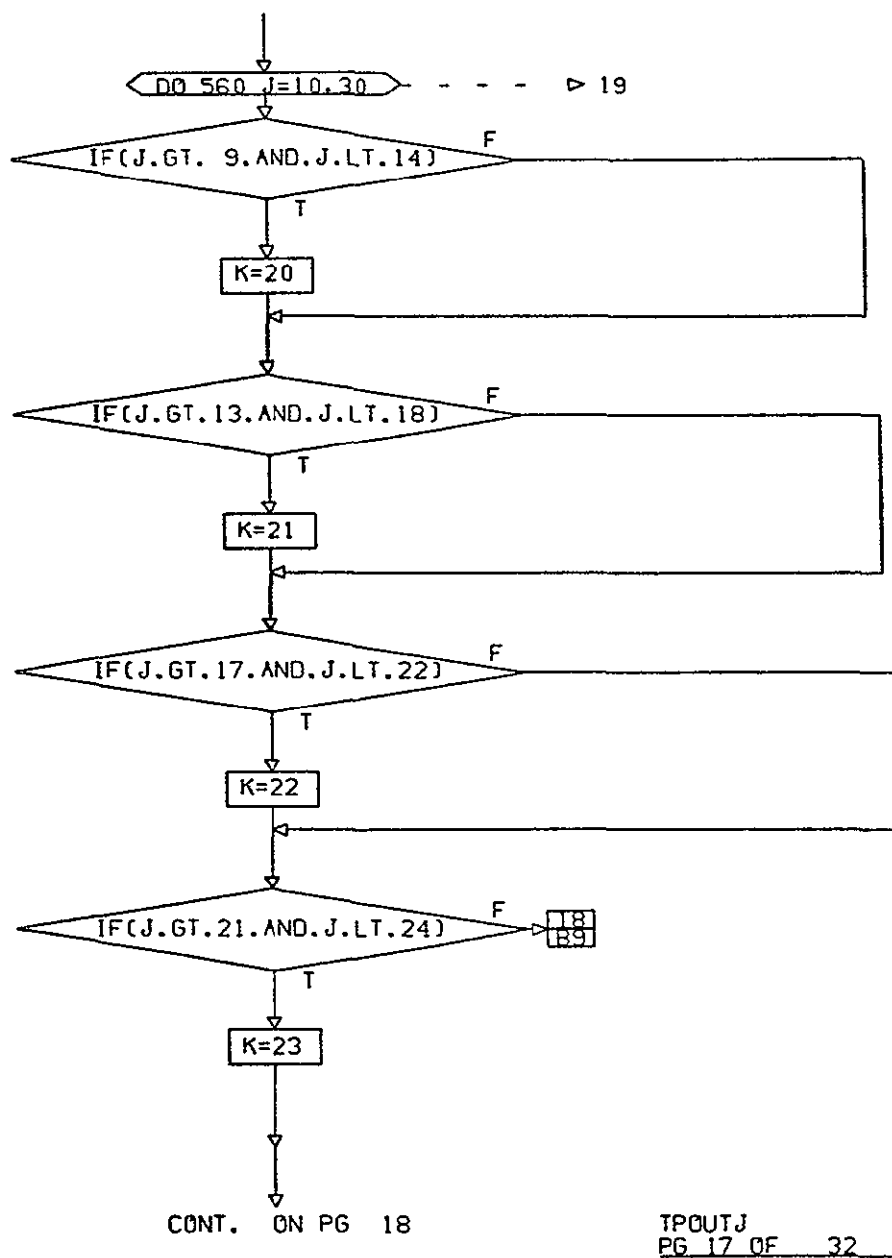 DO 560 J=10.30
19
IF(J.GT. 9.AND.J.LT.14)
F
T
K=20
IF(J.GT.13.AND.J.LT.18)
F
T
K=21
IF(J.GT.17.AND.J.LT.22)
F
T
K=22
IF(J.GT.21.AND.J.LT.24)
F
18
B9
T
K=23
CONT. ON PG 18
TPOUTJ
PG 17 OF 32